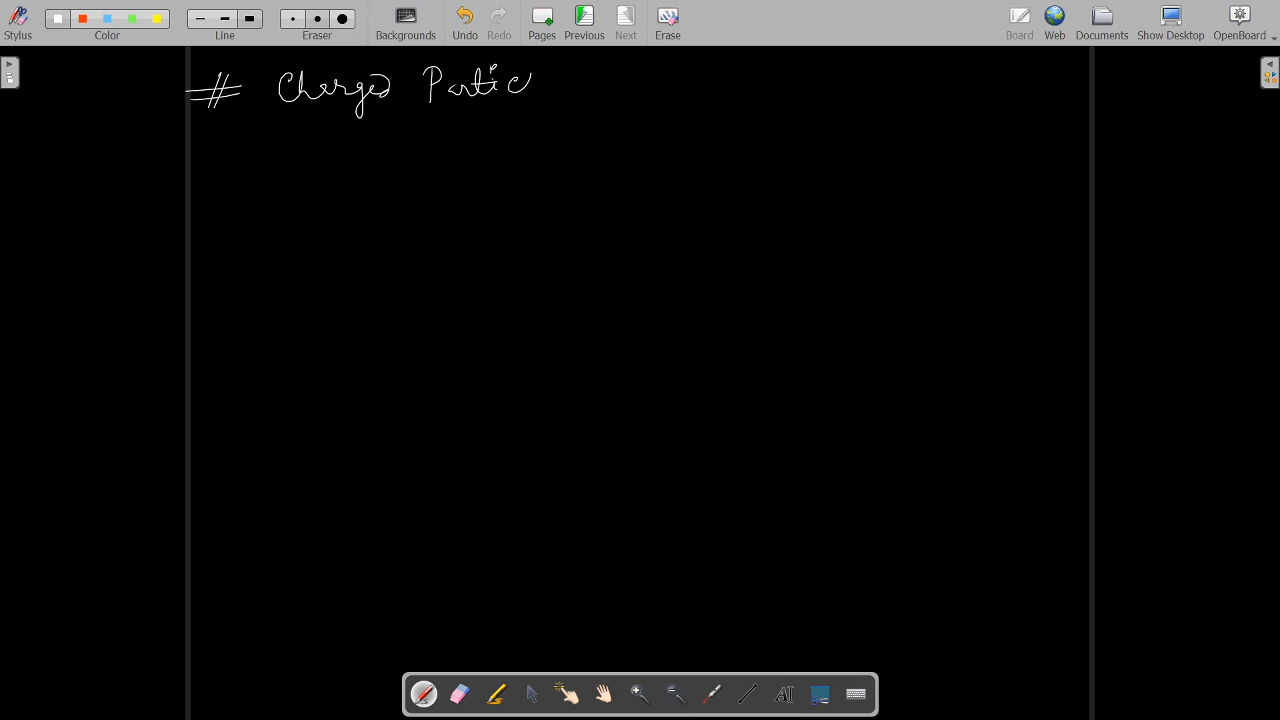 Stylus
Color
Line
Eraser
Backgrounds
Undo
Redo
Pages
Previous
Next
Erase
Board
Web
Documents
Show Desktop
OpenBoard
# Charged Partic